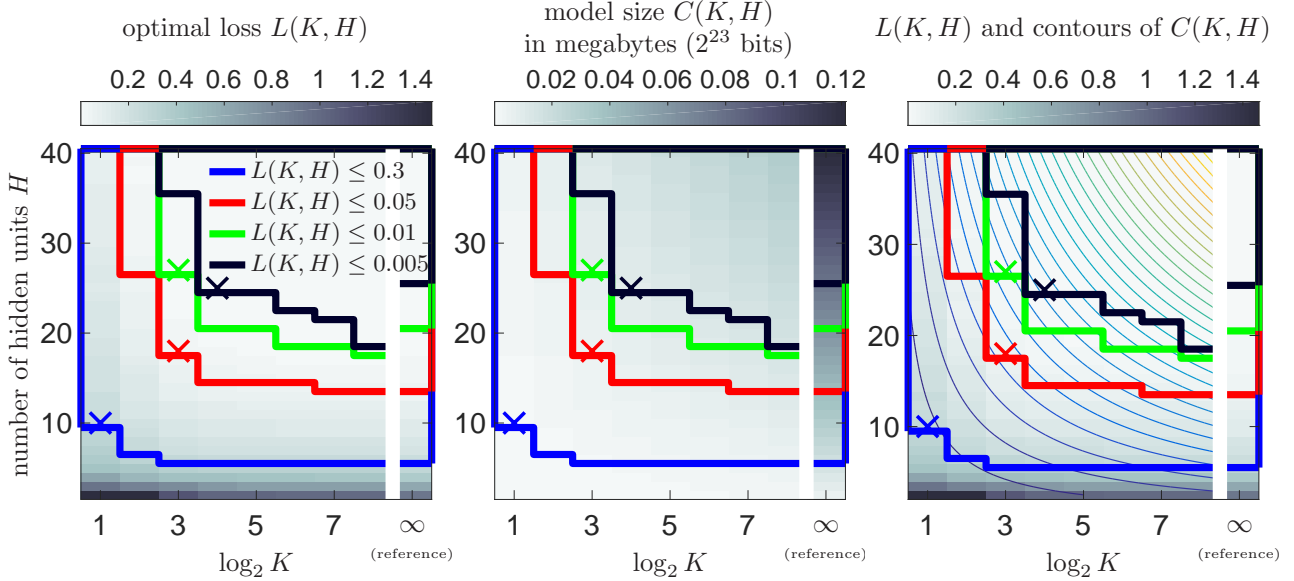 optimal loss L(K, H)
model size C(K, H)
in megabytes (2^23 bits)
L(K, H) and contours of C(K, H)
0.2 0.4 0.6 0.8 1 1.2 1.4
0.02 0.04 0.06 0.08 0.1 0.12
0.2 0.4 0.6 0.8 1 1.2 1.4
number of hidden units H
40
30
20
10
L(K, H) ≤ 0.3
L(K, H) ≤ 0.05
L(K, H) ≤ 0.01
L(K, H) ≤ 0.005
1 3 5 7 ∞
(reference)
log₂ K
40
30
20
10
1 3 5 7 ∞
(reference)
log₂ K
40
30
20
10
1 3 5 7 ∞
(reference)
log₂ K